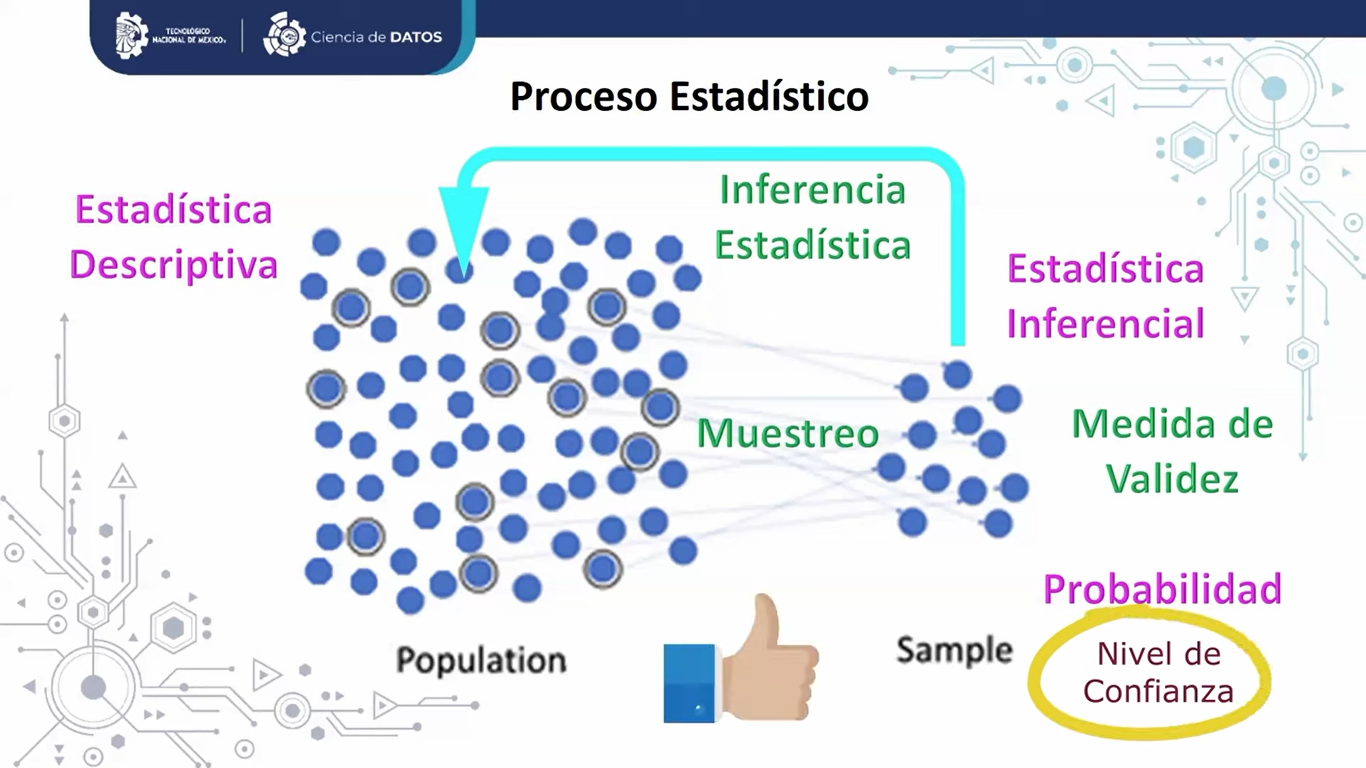 TECNOLÓGICO
NACIONAL DE MÉXICO®
Ciencia de DATOS
Proceso Estadístico
Estadística
Descriptiva
Inferencia
Estadística
Estadística
Inferencial
Muestreo
Medida de
Validez
Probabilidad
Nivel de
Confianza
Population
Sample